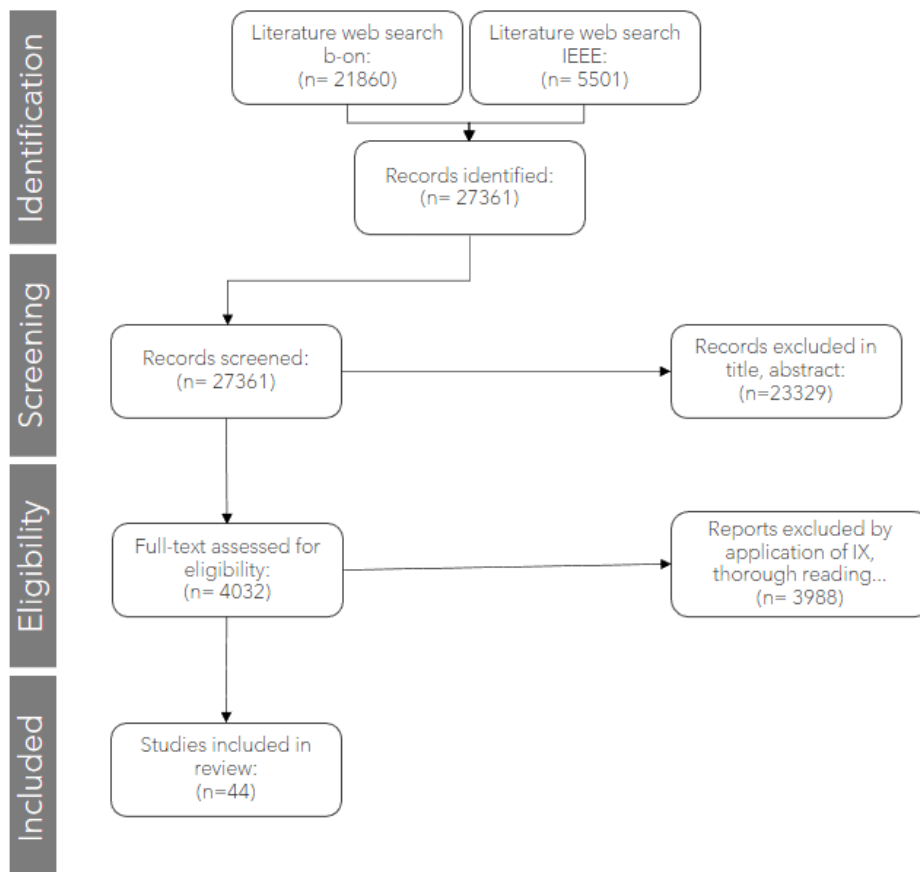 Identification
Literature web search
b-on:
(n= 21860)
Literature web search
IEEE:
(n= 5501)
Records identified:
(n= 27361)
Screening
Records screened:
(n= 27361)
Records excluded in
title, abstract:
(n=23329)
Eligibility
Full-text assessed for
eligibility:
(n= 4032)
Reports excluded by
application of IX,
thorough reading...
(n= 3988)
Included
Studies included in
review:
(n=44)